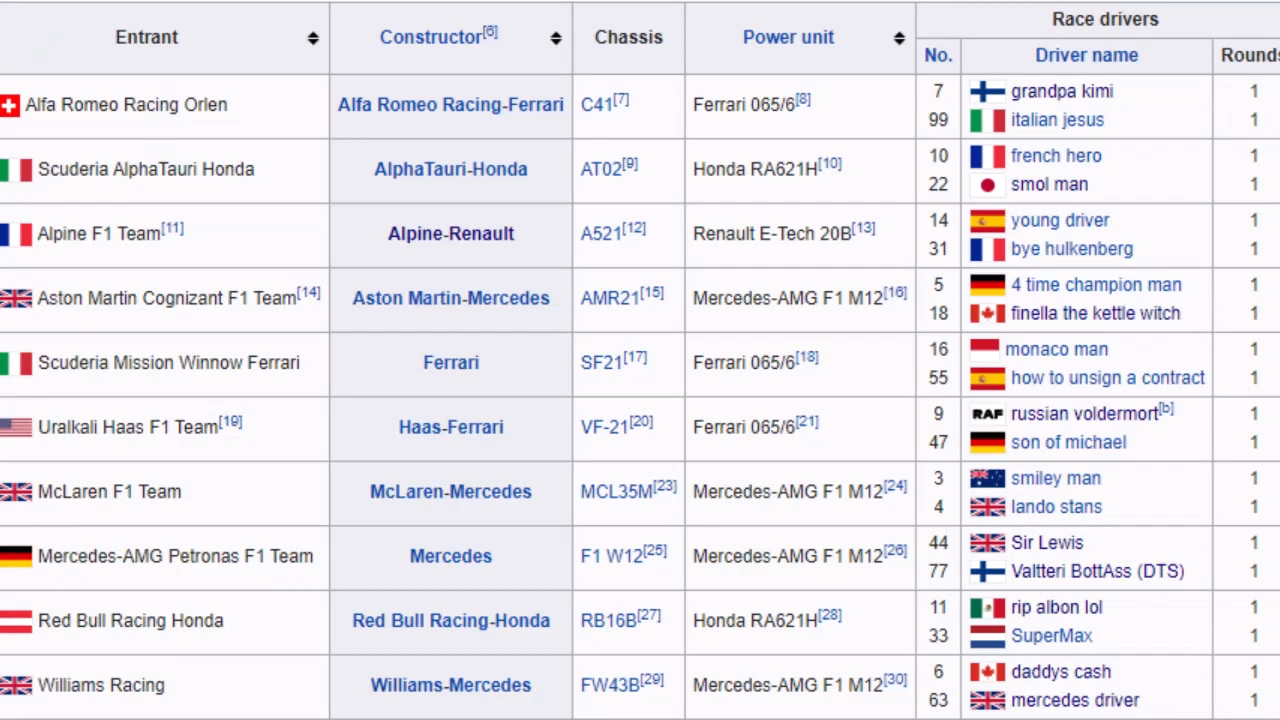 Entrant Constructor[6] Chassis Power unit Race drivers
No. Driver name Rounds
Alfa Romeo Racing Orlen Alfa Romeo Racing-Ferrari C41[7] Ferrari 065/6[8] 7 grandpa kimi 1
99 italian jesus 1
Scuderia AlphaTauri Honda AlphaTauri-Honda AT02[9] Honda RA621H[10] 10 french hero 1
22 smol man 1
Alpine F1 Team[11] Alpine-Renault A521[12] Renault E-Tech 20B[13] 14 young driver 1
31 bye hulkenberg 1
Aston Martin Cognizant F1 Team[14] Aston Martin-Mercedes AMR21[15] Mercedes-AMG F1 M12[16] 5 4 time champion man 1
18 finella the kettle witch 1
Scuderia Mission Winnow Ferrari Ferrari SF21[17] Ferrari 065/6[18] 16 monaco man 1
55 how to unsign a contract 1
Uralkali Haas F1 Team[19] Haas-Ferrari VF-21[20] Ferrari 065/6[21] 9 RAF russian voldermort[b] 1
47 son of michael 1
McLaren F1 Team McLaren-Mercedes MCL35M[23] Mercedes-AMG F1 M12[24] 3 smiley man 1
4 lando stans 1
Mercedes-AMG Petronas F1 Team Mercedes F1 W12[25] Mercedes-AMG F1 M12[26] 44 Sir Lewis 1
77 Valtteri BottAss (DTS) 1
Red Bull Racing Honda Red Bull Racing-Honda RB16B[27] Honda RA621H[28] 11 rip albon lol 1
33 SuperMax 1
Williams Racing Williams-Mercedes FW43B[29] Mercedes-AMG F1 M12[30] 6 daddys cash 1
63 mercedes driver 1